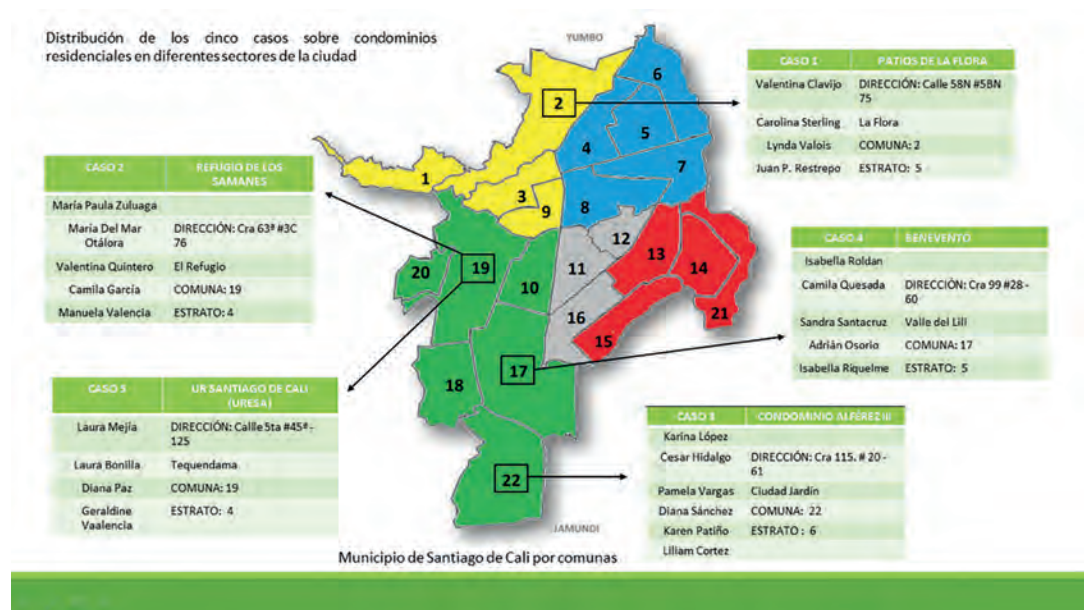 Distribución de los cinco casos sobre condominios
residenciales en diferentes sectores de la ciudad
YUMBO
CASO 1 PATIOS DE LA FLORA
Valentina Clavijo DIRECCIÓN: Calle 58N #5BN
75
Carolina Sterling La Flora
Lynda Valois COMUNA: 2
Juan P. Restrepo ESTRATO: 5
CASO 2 REFUGIO DE LOS
SAMANES
María Paula Zuluaga
María Del Mar
Otálora DIRECCIÓN: Cra 63ª #3C
76
Valentina Quintero El Refugio
Camila García COMUNA: 19
Manuela Valencia ESTRATO: 4
CASO 4 BENEVENTO
Isabella Roldan
Camila Quesada DIRECCIÓN: Cra 99 #28 -
60
Sandra Santacruz Valle del Lili
Adrián Osorio COMUNA: 17
Isabella Riquelme ESTRATO: 5
CASO 5 UR SANTIAGO DE CALI
(URESA)
Laura Mejía DIRECCIÓN: Callle 5ta #45ª -
125
Laura Bonilla Tequendama
Diana Paz COMUNA: 19
Geraldine
Vaalencia ESTRATO: 4
CASO 3 CONDOMINIO ALFÉREZ III
Karina López
Cesar Hidalgo DIRECCIÓN: Cra 115. # 20 -
61
Pamela Vargas Ciudad Jardín
Diana Sánchez COMUNA: 22
Karen Patiño ESTRATO : 6
Liliam Cortez
6
2
5
4
7
1
3
9
8
12
13
14
20
19
11
10
21
16
15
17
18
22
JAMUNDI
Municipio de Santiago de Cali por comunas